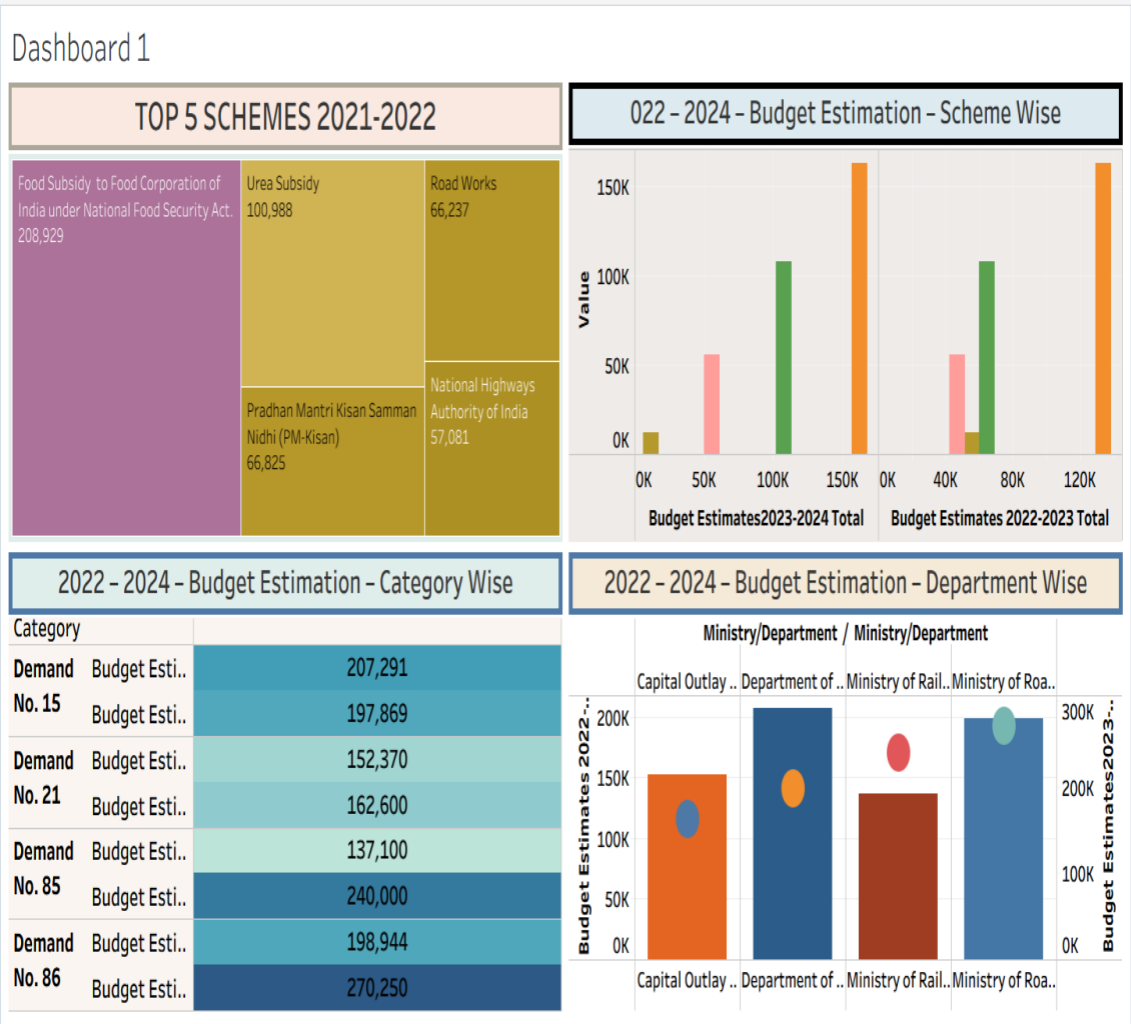 Dashboard 1
TOP 5 SCHEMES 2021-2022
Food Subsidy to Food Corporation of
India under National Food Security Act.
208,929
Urea Subsidy
100,988
Road Works
66,237
Pradhan Mantri Kisan Samman
Nidhi (PM-Kisan)
66,825
National Highways
Authority of India
57,081
022 – 2024 – Budget Estimation – Scheme Wise
Value
150K
100K
50K
0K
0K 50K 100K 150K 0K 40K 80K 120K
Budget Estimates2023-2024 Total Budget Estimates 2022-2023 Total
2022 – 2024 – Budget Estimation – Category Wise
Category
Demand No. 15
Budget Esti.. 207,291
Budget Esti.. 197,869
Demand No. 21
Budget Esti.. 152,370
Budget Esti.. 162,600
Demand No. 85
Budget Esti.. 137,100
Budget Esti.. 240,000
Demand No. 86
Budget Esti.. 198,944
Budget Esti.. 270,250
2022 – 2024 – Budget Estimation – Department Wise
Ministry/Department / Ministry/Department
Capital Outlay .. Department of .. Ministry of Rail.. Ministry of Roa..
Budget Estimates 2022-..
200K
150K
100K
50K
0K
300K
200K
100K
0K
Budget Estimates2023-..
Capital Outlay .. Department of .. Ministry of Rail.. Ministry of Roa..